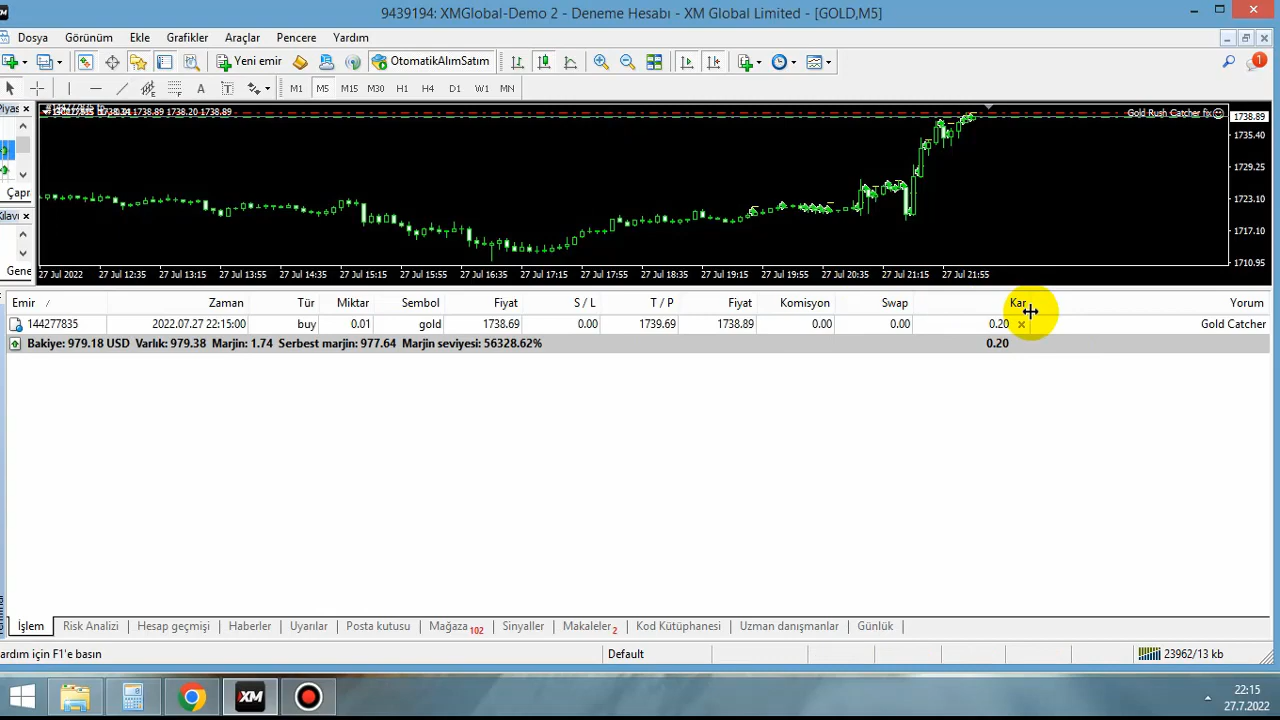 9439194: XMGlobal-Demo 2 - Deneme Hesabı - XM Global Limited - [GOLD,M5]
Dosya Görünüm Ekle Grafikler Araçlar Pencere Yardım
Yeni emir OtomatikAlımSatım 1
M1 M5 M15 M30 H1 H4 D1 W1 MN
Piyas
1738.20 1738.89
Gold Rush Catcher fix
1738.89
1735.40
1729.25
1723.10
1717.10
1710.95
Çapr
Kılavı
Gene
27 Jul 2022 27 Jul 12:35 27 Jul 13:15 27 Jul 13:55 27 Jul 14:35 27 Jul 15:15 27 Jul 15:55 27 Jul 16:35 27 Jul 17:15 27 Jul 17:55 27 Jul 18:35 27 Jul 19:15 27 Jul 19:55 27 Jul 20:35 27 Jul 21:15 27 Jul 21:55
Emir / Zaman Tür Miktar Sembol Fiyat S / L T / P Fiyat Komisyon Swap Kar Yorum
144277835 2022.07.27 22:15:00 buy 0.01 gold 1738.69 0.00 1739.69 1738.89 0.00 0.00 0.20 Gold Catcher
Bakiye: 979.18 USD Varlık: 979.38 Marjin: 1.74 Serbest marjin: 977.64 Marjin seviyesi: 56328.62% 0.20
İşlem Risk Analizi Hesap geçmişi Haberler Uyarılar Posta kutusu Mağaza 102 Sinyaller Makaleler 2 Kod Kütüphanesi Uzman danışmanlar Günlük
ardım için F1'e basın Default 23962/13 kb
XM
22:15
27.7.2022